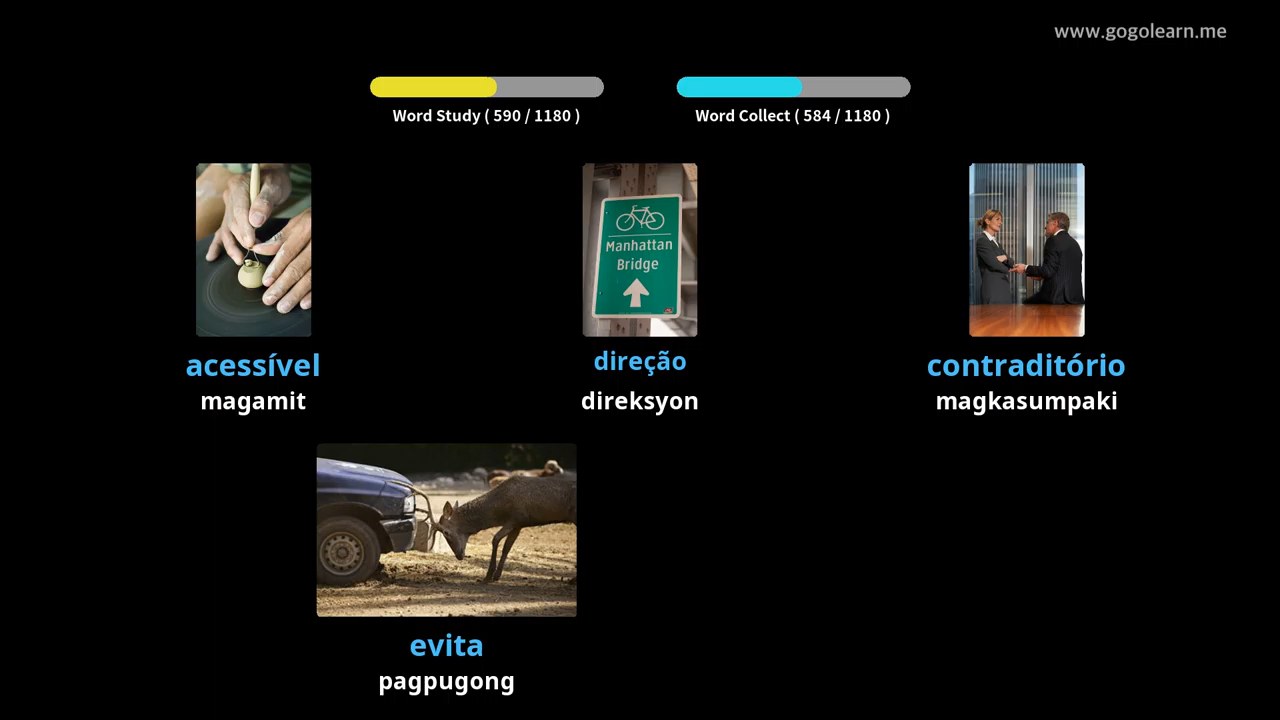 www.gogolearn.me
Word Study ( 590 / 1180 )
Word Collect ( 584 / 1180 )
Manhattan
Bridge
acessível
direção
contraditório
magamit
direksyon
magkasumpaki
evita
pagpugong